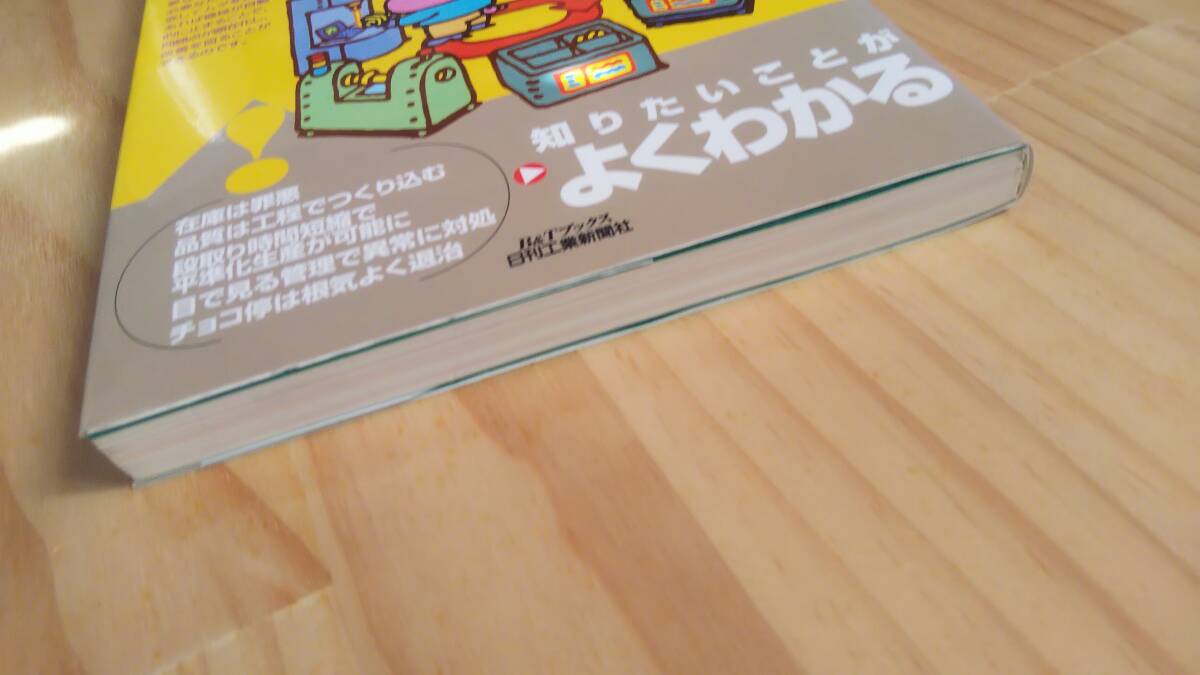 知りたいことが
よくわかる
在庫は罪悪
品質は工程でつくり込む
段取り時間短縮で
平準化生産が可能に
目で見る管理で異常に対処
チョコ停は根気よく退治
B&Tブックス
日刊工業新聞社